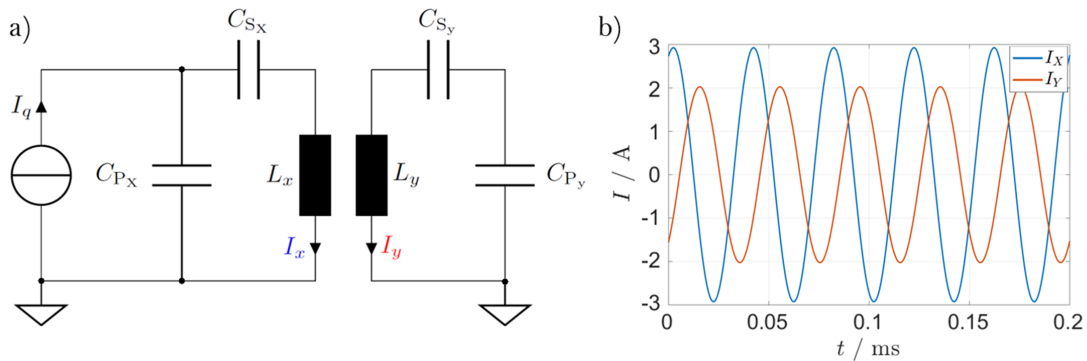 a)
C_{S_X}
C_{S_y}
I_q
C_{P_X}
L_x
L_y
C_{P_y}
I_x
I_y
b)
I_X
I_Y
3
2
1
0
-1
-2
-3
I / A
0
0.05
0.1
0.15
0.2
t / ms